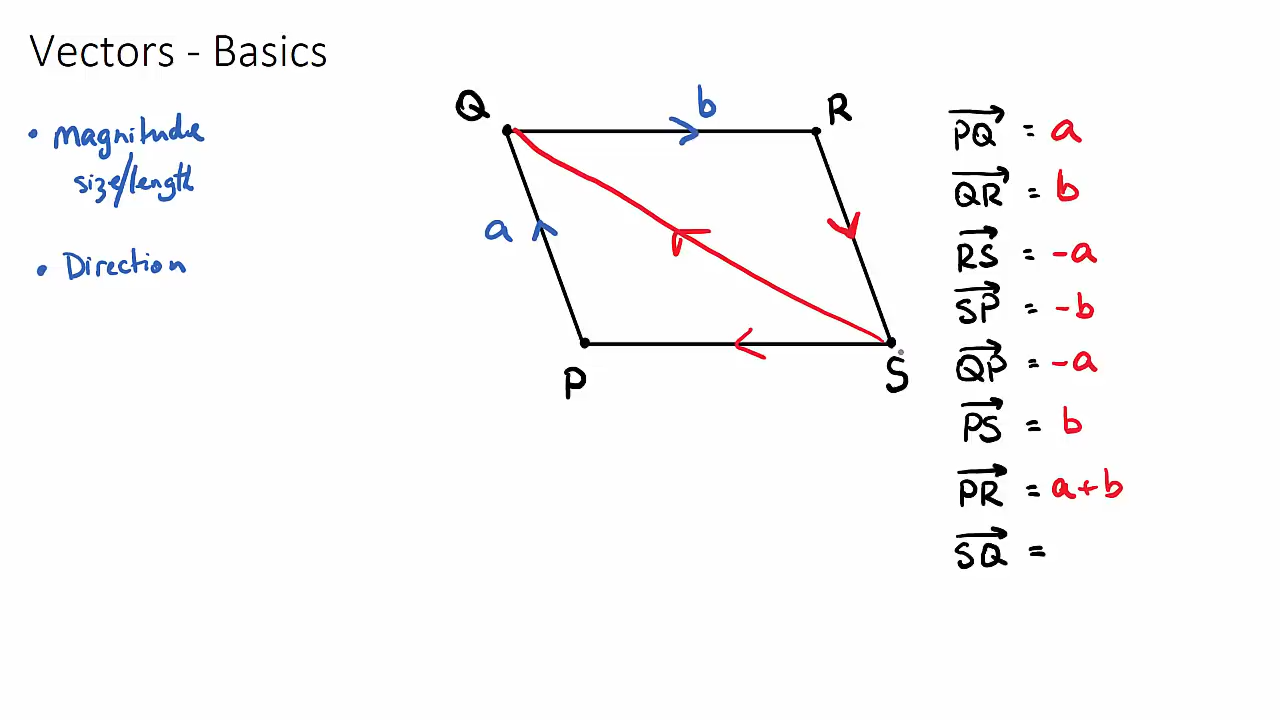 Vectors - Basics
• Magnitude
size/length
• Direction
Q
b
R
a
P
S
PQ→ = a
QR→ = b
RS→ = -a
SP→ = -b
QP→ = -a
PS→ = b
PR→ = a+b
SQ→ =